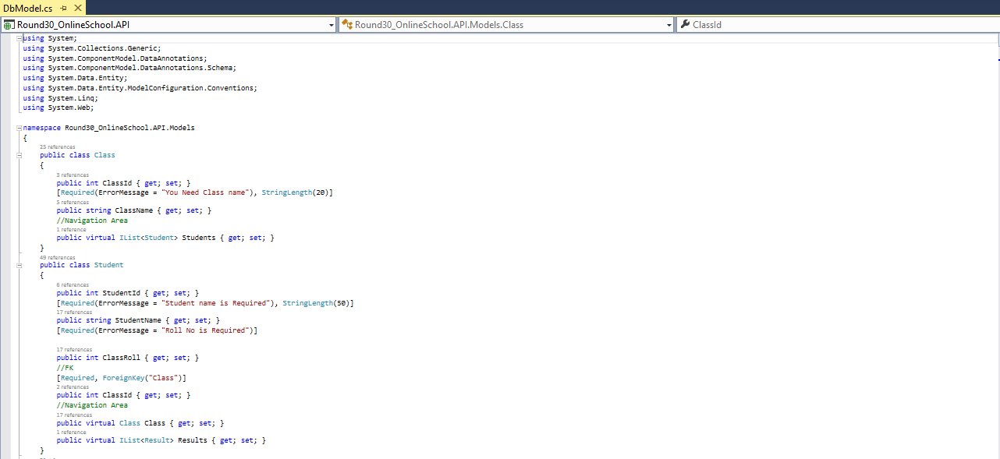 DbModel.cs
Round30_OnlineSchool.API
Round30_OnlineSchool.API.Models.Class
ClassId
using System;
using System.Collections.Generic;
using System.ComponentModel.DataAnnotations;
using System.ComponentModel.DataAnnotations.Schema;
using System.Data.Entity;
using System.Data.Entity.ModelConfiguration.Conventions;
using System.Linq;
using System.Web;
namespace Round30_OnlineSchool.API.Models
{
25 references
public class Class
{
3 references
public int ClassId { get; set; }
[Required(ErrorMessage = "You Need Class name"), StringLength(20)]
5 references
public string ClassName { get; set; }
//Navigation Area
1 reference
public virtual IList<Student> Students { get; set; }
}
49 references
public class Student
{
6 references
public int StudentId { get; set; }
[Required(ErrorMessage = "Student name is Required"), StringLength(50)]
17 references
public string StudentName { get; set; }
[Required(ErrorMessage = "Roll No is Required")]
17 references
public int ClassRoll { get; set; }
//FK
[Required, ForeignKey("Class")]
2 references
public int ClassId { get; set; }
//Navigation Area
17 references
public virtual Class Class { get; set; }
1 reference
public virtual IList<Result> Results { get; set; }
}